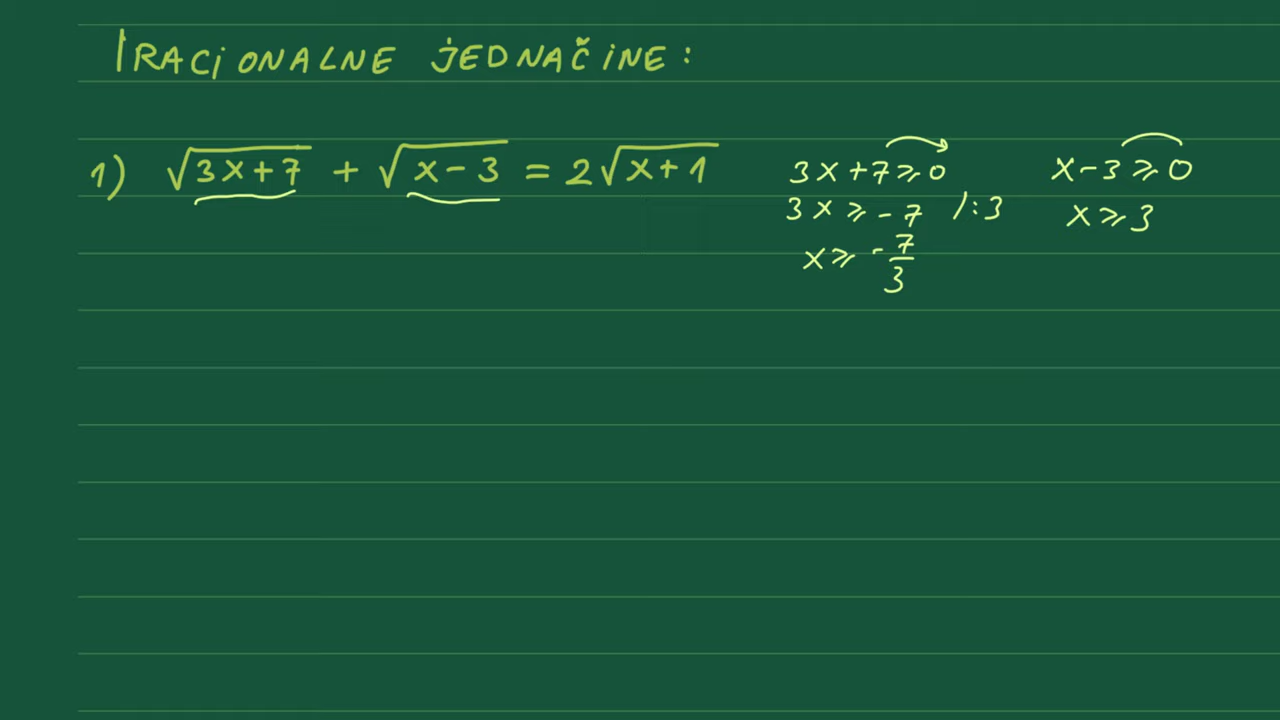 IRACIONALNE JEDNAČINE:
1) √(3x+7) + √(x-3) = 2√(x+1)
3x+7⩾0
3x⩾-7 /:3
x⩾-7/3
x-3⩾0
x⩾3